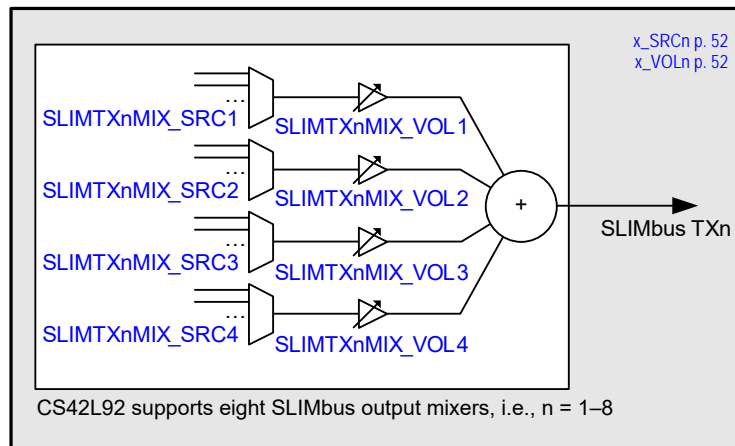 x_SRCn p. 52
x_VOLn p. 52
...
SLIMTXnMIX_SRC1
SLIMTXnMIX_VOL1
...
SLIMTXnMIX_SRC2
SLIMTXnMIX_VOL2
+
SLIMbus TXn
...
SLIMTXnMIX_SRC3
SLIMTXnMIX_VOL3
...
SLIMTXnMIX_SRC4
SLIMTXnMIX_VOL4
CS42L92 supports eight SLIMbus output mixers, i.e., n = 1–8